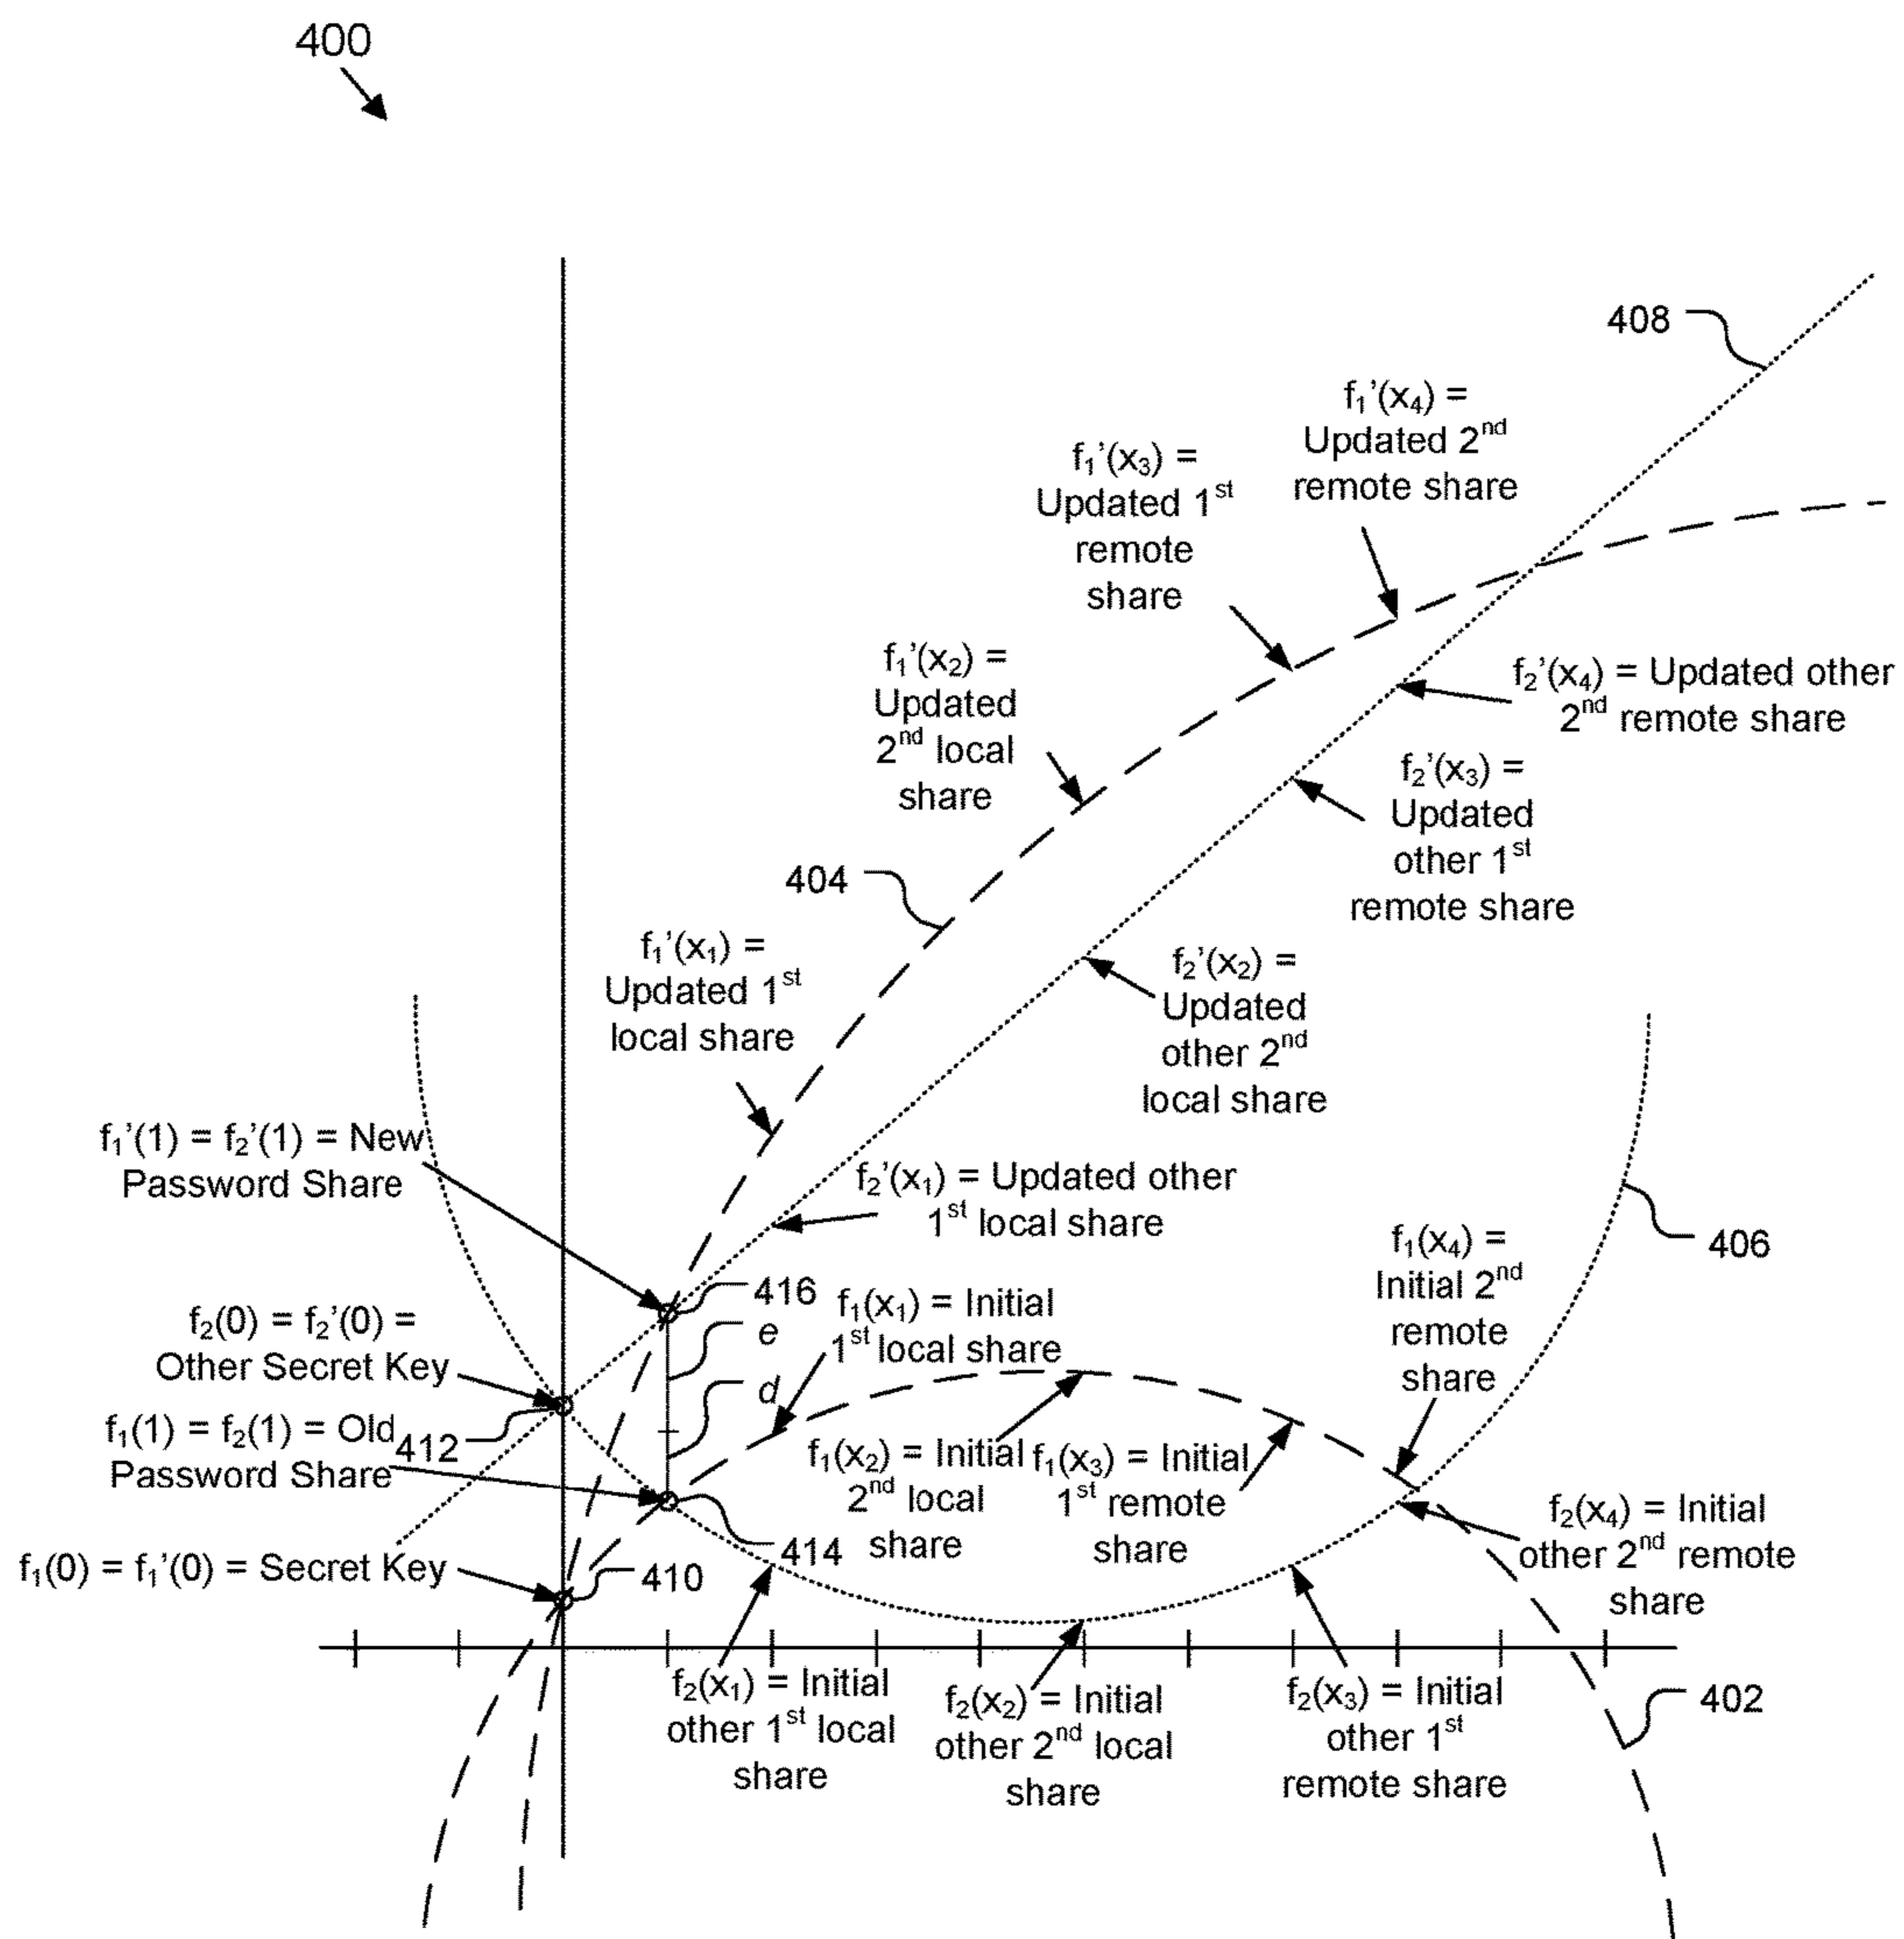 400
408
f₁'(x₄) =
Updated 2nd
remote share
f₁'(x₃) =
Updated 1st
remote
share
f₁'(x₂) =
Updated
2nd local
share
f₂'(x₄) = Updated other
2nd remote share
f₂'(x₃) =
Updated
other 1st
remote share
404
f₁'(x₁) =
Updated 1st
local share
f₂'(x₂) =
Updated
other 2nd
local share
f₁'(1) = f₂'(1) = New
Password Share
f₂'(x₁) = Updated other
1st local share
406
f₁(x₄) =
Initial 2nd
remote
share
416
e
d
f₁(x₁) = Initial
1st local share
f₂(0) = f₂'(0) =
Other Secret Key
412
f₁(1) = f₂(1) = Old
Password Share
f₁(x₂) = Initial
2nd local
share
f₁(x₃) = Initial
1st remote
share
f₂(x₄) = Initial
other 2nd remote
share
414
f₁(0) = f₁'(0) = Secret Key
410
f₂(x₁) = Initial
other 1st local
share
f₂(x₂) = Initial
other 2nd local
share
f₂(x₃) = Initial
other 1st
remote share
402